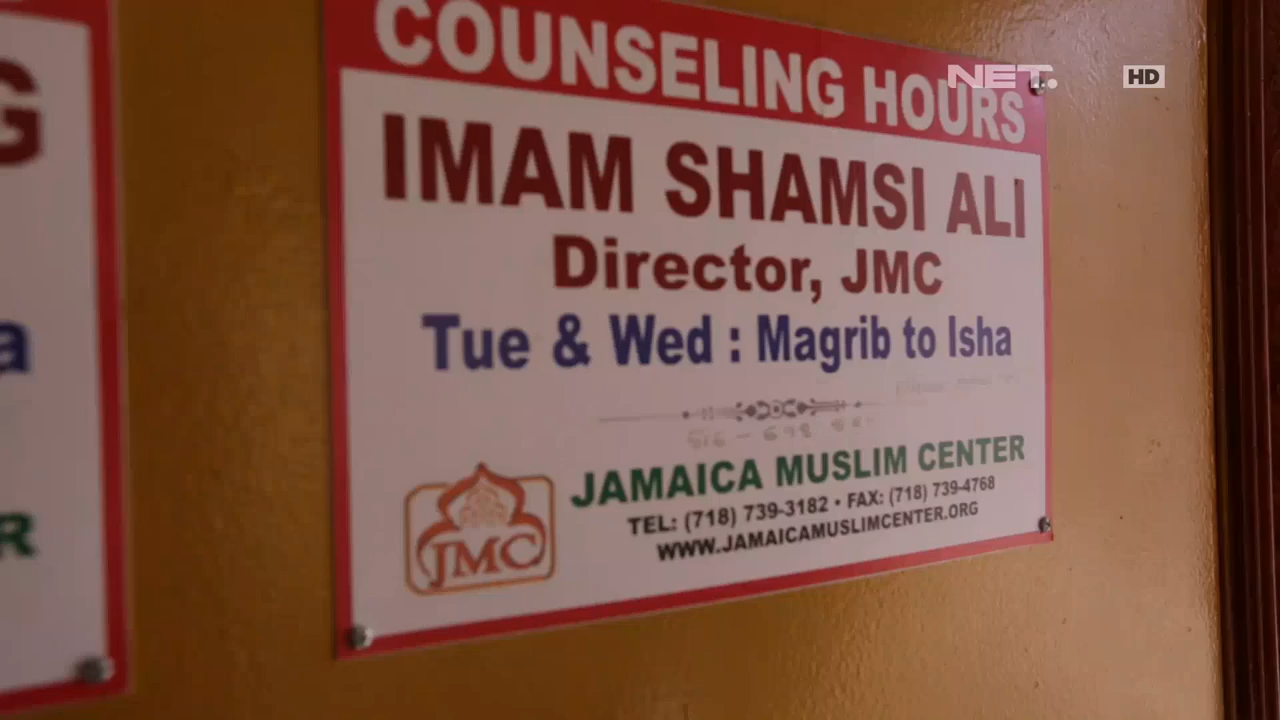 COUNSELING HOURS
NET.
HD
IMAM SHAMSI ALI
Director, JMC
Tue & Wed : Magrib to Isha
JAMAICA MUSLIM CENTER
TEL: (718) 739-3182 • FAX: (718) 739-4768
WWW.JAMAICAMUSLIMCENTER.ORG
JMC
G
a
R